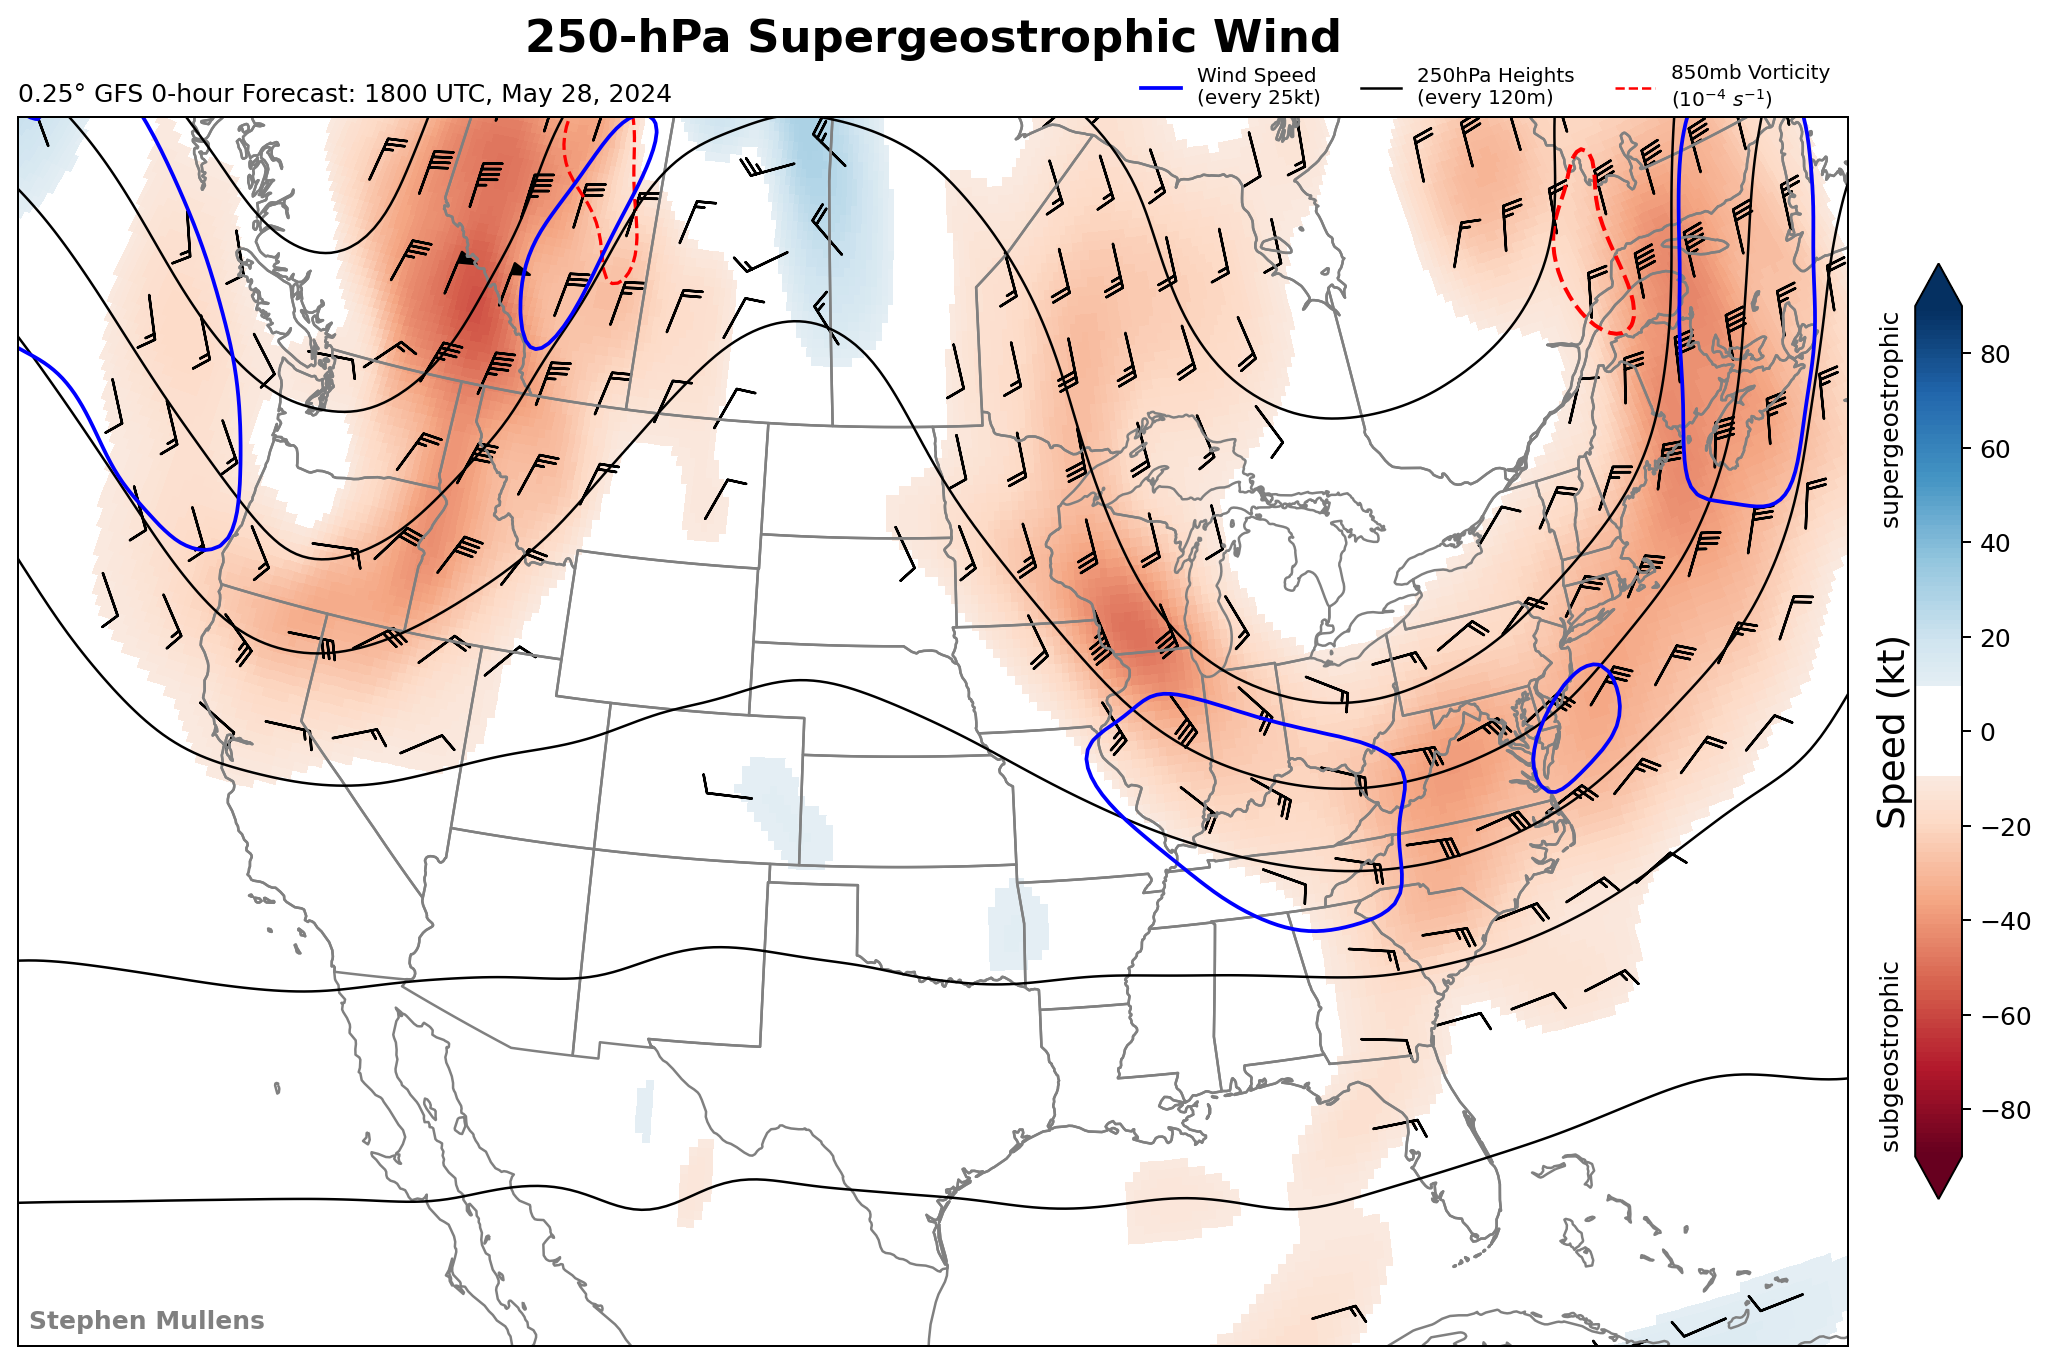 250-hPa Supergeostrophic Wind
0.25° GFS 0-hour Forecast: 1800 UTC, May 28, 2024
Wind Speed
(every 25kt)
250hPa Heights
(every 120m)
850mb Vorticity
(10⁻⁴ s⁻¹)
supergeostrophic
subgeostrophic
Speed (kt)
80
60
40
20
0
−20
−40
−60
−80
Stephen Mullens